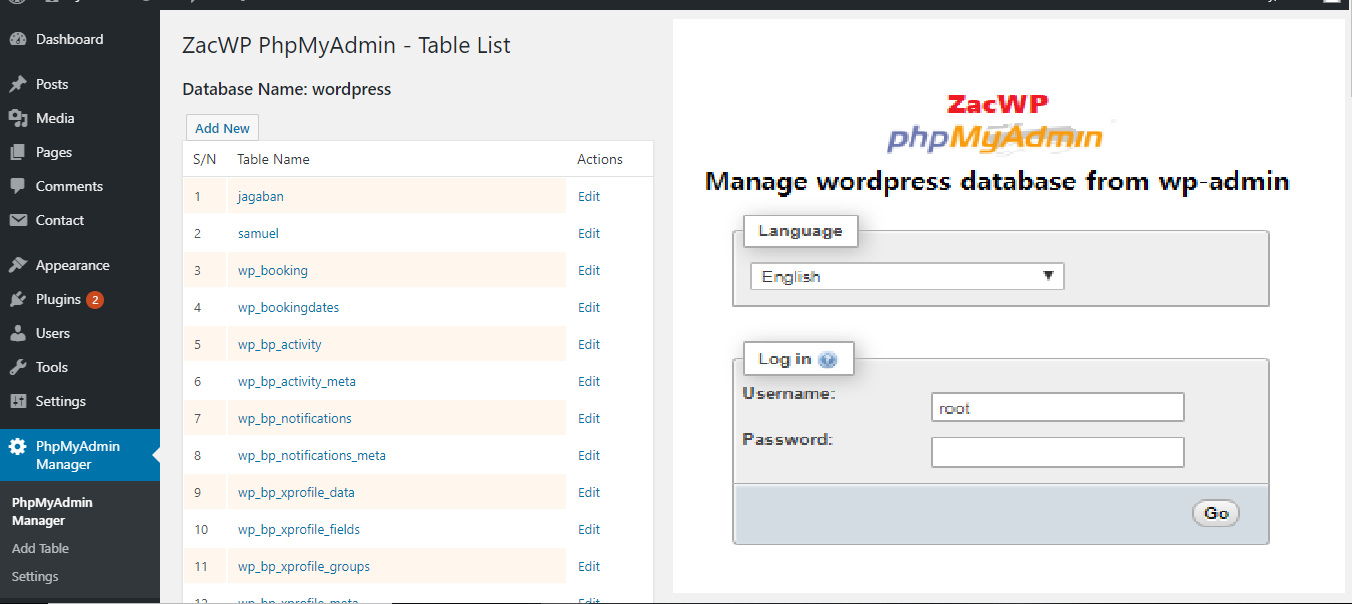 Dashboard
Posts
Media
Pages
Comments
Contact
Appearance
Plugins 2
Users
Tools
Settings
PhpMyAdmin
Manager
PhpMyAdmin
Manager
Add Table
Settings
ZacWP PhpMyAdmin - Table List
Database Name: wordpress
Add New
S/N Table Name Actions
1 jagaban Edit
2 samuel Edit
3 wp_booking Edit
4 wp_bookingdates Edit
5 wp_bp_activity Edit
6 wp_bp_activity_meta Edit
7 wp_bp_notifications Edit
8 wp_bp_notifications_meta Edit
9 wp_bp_xprofile_data Edit
10 wp_bp_xprofile_fields Edit
11 wp_bp_xprofile_groups Edit
12 wp_bp_xprofile_meta Edit
ZacWP
phpMyAdmin
Manage wordpress database from wp-admin
Language
English
Log in
Username:
root
Password:
Go